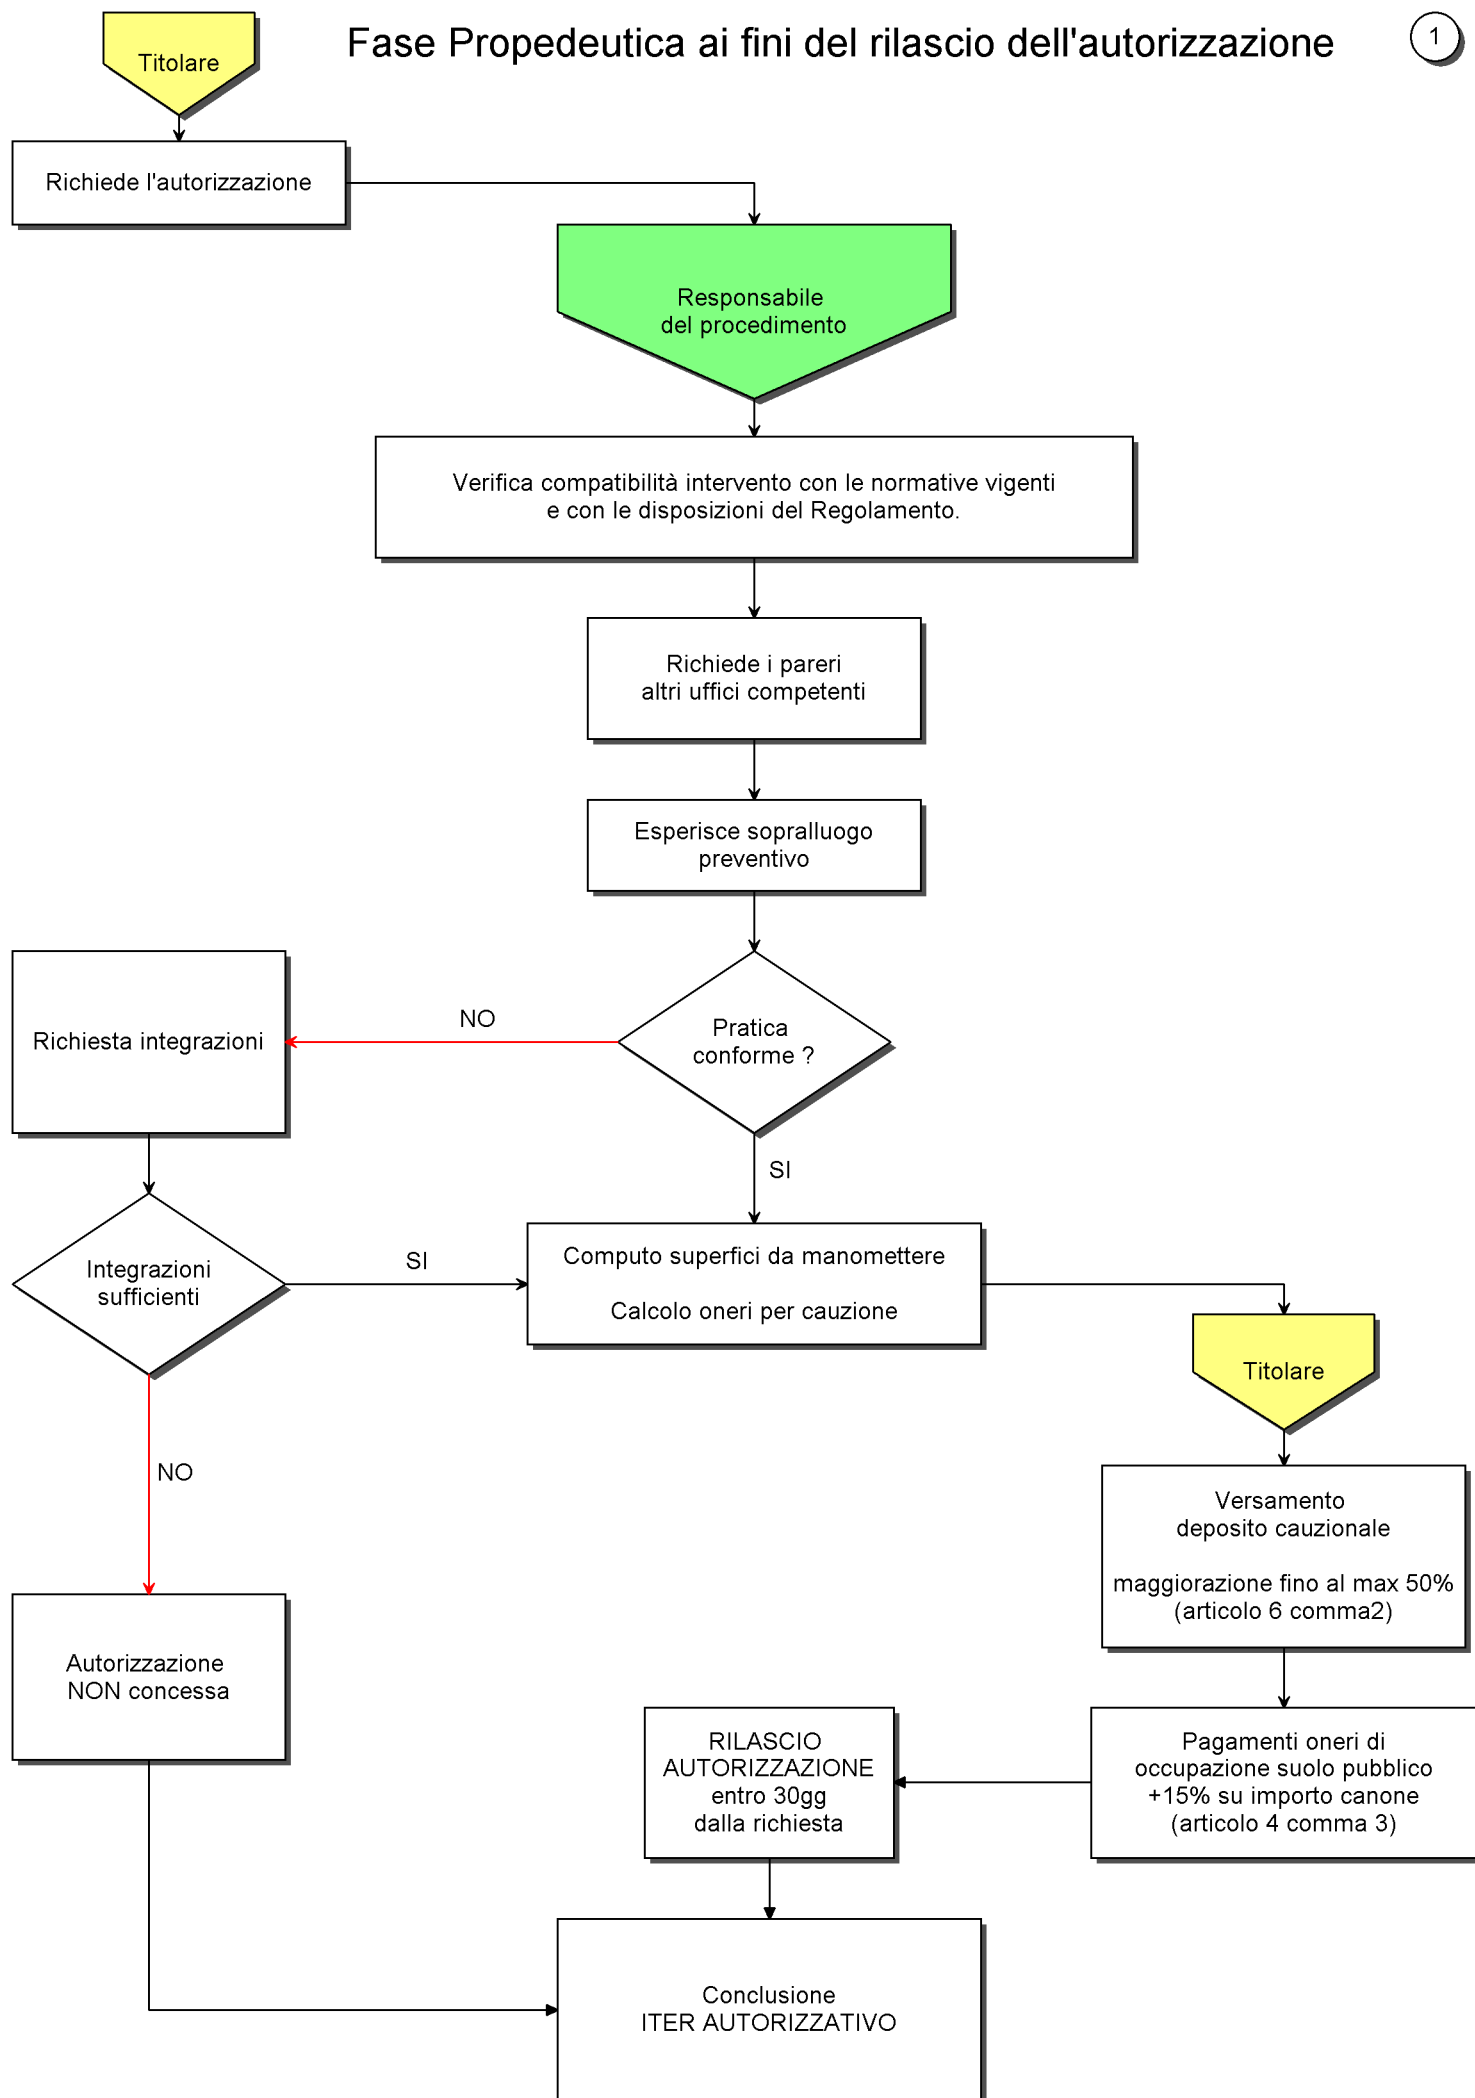 Fase Propedeutica ai fini del rilascio dell'autorizzazione
1
Titolare
Richiede l'autorizzazione
Responsabile
del procedimento
Verifica compatibilità intervento con le normative vigenti
e con le disposizioni del Regolamento.
Richiede i pareri
altri uffici competenti
Esperisce sopralluogo
preventivo
Pratica
conforme ?
NO
Richiesta integrazioni
SI
Integrazioni
sufficienti
SI
Computo superfici da manomettere
Calcolo oneri per cauzione
Titolare
NO
Versamento
deposito cauzionale
maggiorazione fino al max 50%
(articolo 6 comma2)
Autorizzazione
NON concessa
Pagamenti oneri di
occupazione suolo pubblico
+15% su importo canone
(articolo 4 comma 3)
RILASCIO
AUTORIZZAZIONE
entro 30gg
dalla richiesta
Conclusione
ITER AUTORIZZATIVO